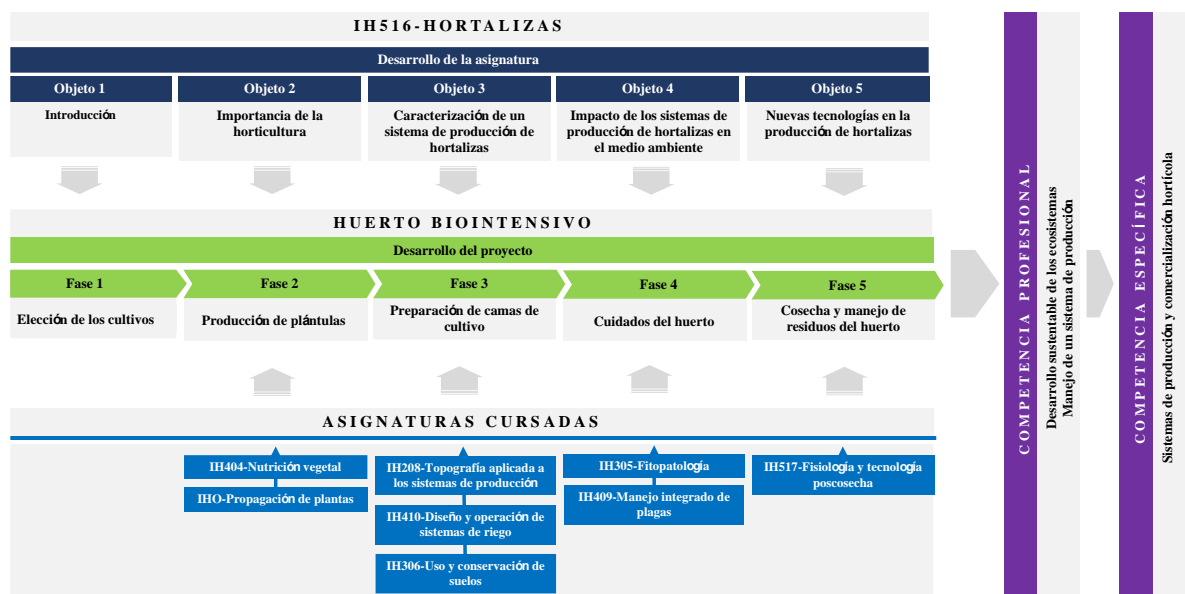 IH516-HORTALIZAS
Desarrollo de la asignatura
Objeto 1
Objeto 2
Objeto 3
Objeto 4
Objeto 5
Introducción
Importancia de la
horticultura
Caracterización de un
sistema de producción de
hortalizas
Impacto de los sistemas de
producción de hortalizas en
el medio ambiente
Nuevas tecnologías en la
producción de hortalizas
HUERTO BIOINTENSIVO
Desarrollo del proyecto
Fase 1
Fase 2
Fase 3
Fase 4
Fase 5
Elección de los cultivos
Producción de plántulas
Preparación de camas de
cultivo
Cuidados del huerto
Cosecha y manejo de
residuos del huerto
ASIGNATURAS CURSADAS
IH404-Nutrición vegetal
IHO-Propagación de plantas
IH208-Topografía aplicada a
los sistemas de producción
IH410-Diseño y operación de
sistemas de riego
IH306-Uso y conservación de
suelos
IH305-Fitopatología
IH409-Manejo integrado de
plagas
IH517-Fisiología y tecnología
poscosecha
COMPETENCIA PROFESIONAL
Desarrollo sustentable de los ecosistemas
Manejo de un sistema de producción
COMPETENCIA ESPECÍFICA
Sistemas de producción y comercialización hortícola